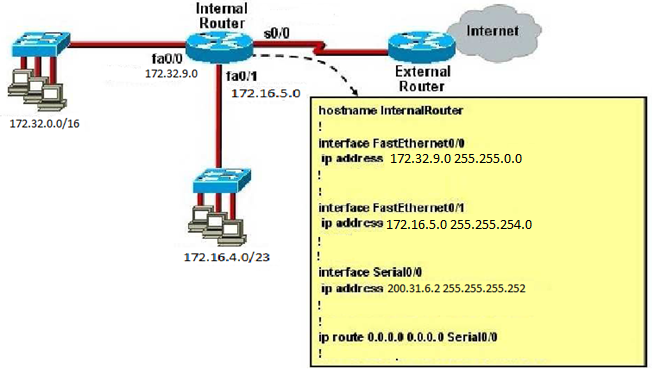 Internal
Router
s0/0
Internet
fa0/0
172.32.9.0
fa0/1
172.16.5.0
External
Router
172.32.0.0/16
172.16.4.0/23
hostname InternalRouter
!
interface FastEthernet0/0
ip address 172.32.9.0 255.255.0.0
!
!
interface FastEthernet0/1
ip address 172.16.5.0 255.255.254.0
!
!
interface Serial0/0
ip address 200.31.6.2 255.255.255.252
!
!
ip route 0.0.0.0 0.0.0.0 Serial0/0
!
.